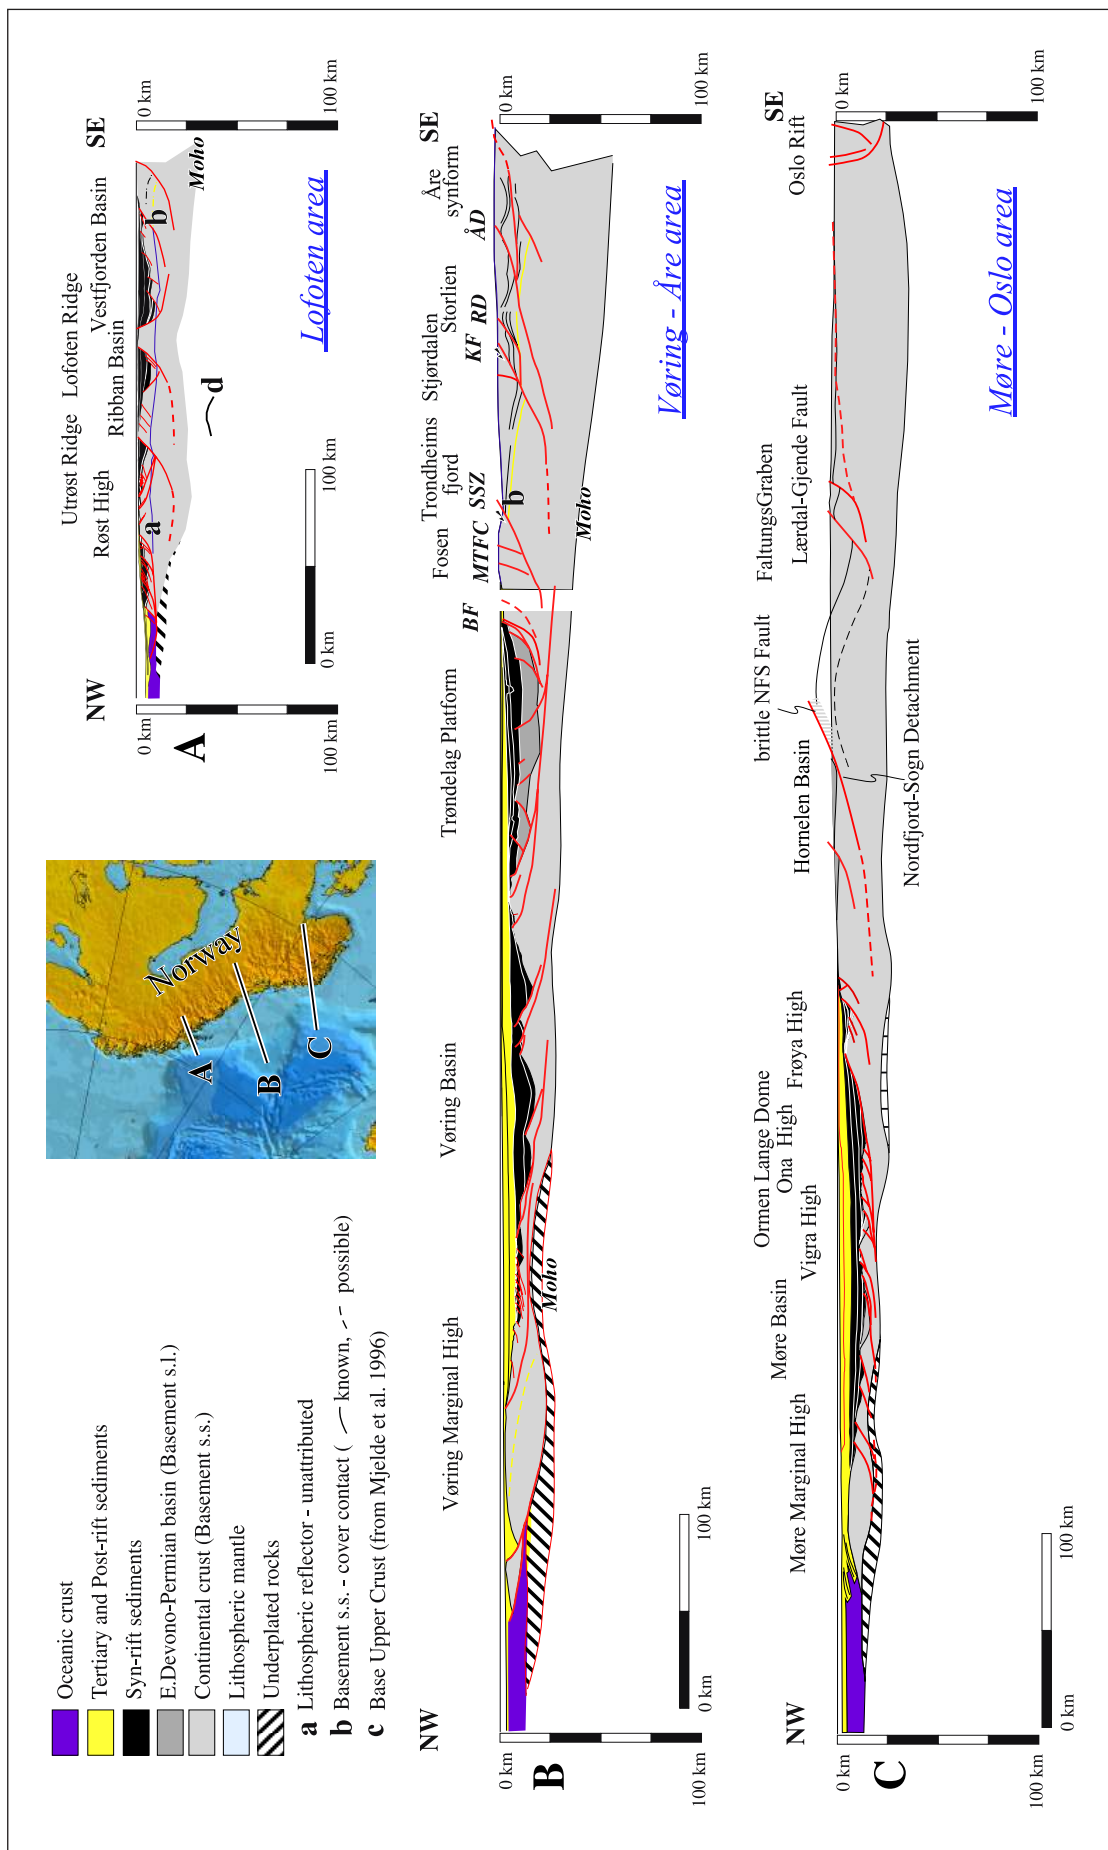 Oceanic crust
Tertiary and Post-rift sediments
Syn-rift sediments
E.Devono-Permian basin (Basement s.l.)
Continental crust (Basement s.s.)
Lithospheric mantle
Underplated rocks
a Lithospheric reflector - unattributed
b Basement s.s. - cover contact ( known, possible)
c Base Upper Crust (from Mjelde et al. 1996)
Norway
A
B
C
NW
SE
Utrøst Ridge
Lofoten Ridge
Røst High
Ribban Basin
Vestfjorden Basin
0 km
100 km
A
0 km
100 km
a
b
d
Moho
0 km
100 km
Lofoten area
NW
SE
Vøring Marginal High
Vøring Basin
Trøndelag Platform
BF
Fosen
MTFC
Trondheims
fjord
SSZ
Stjørdalen
KF
Storlien
RD
ÅD
Åre
synform
0 km
100 km
B
0 km
100 km
b
Moho
Moho
0 km
100 km
Vøring - Åre area
NW
SE
Møre Marginal High
Møre Basin
Vigra High
Ormen Lange Dome
Ona High
Frøya High
Hornelen Basin
brittle NFS Fault
FaltungsGraben
Lærdal-Gjende Fault
Oslo Rift
0 km
100 km
C
0 km
100 km
Nordfjord-Sogn Detachment
0 km
100 km
Møre - Oslo area